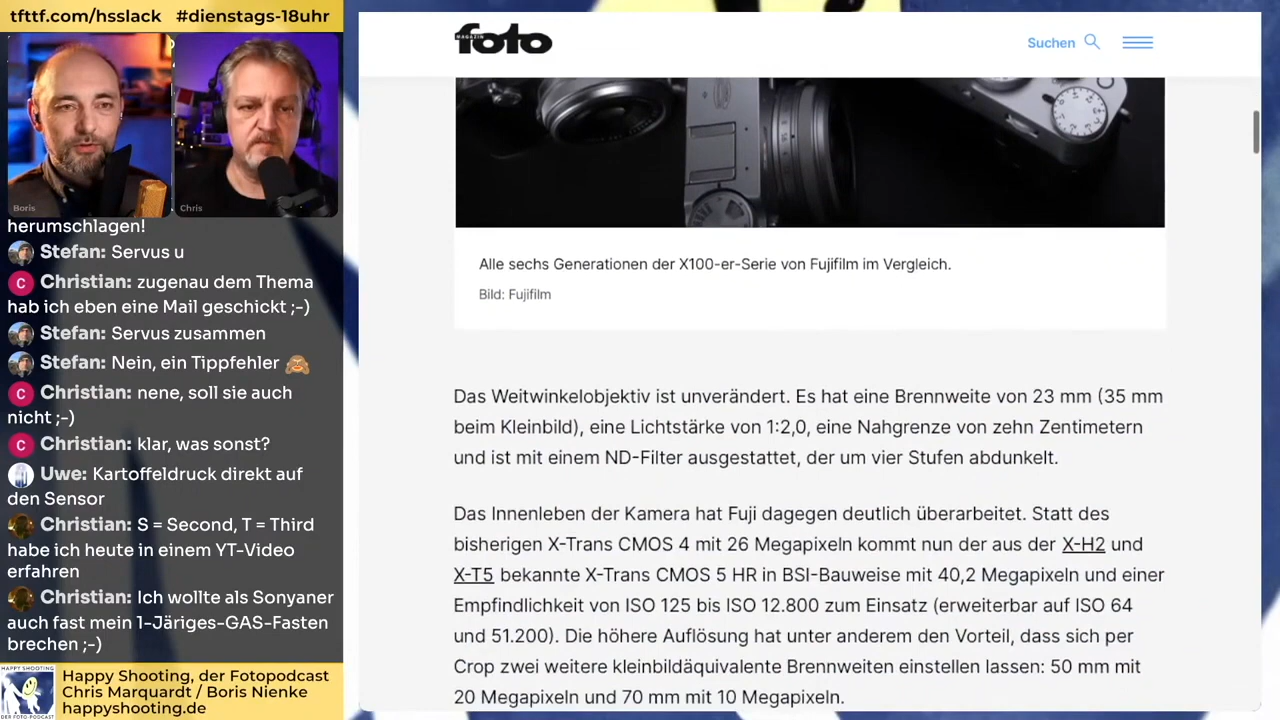 tfttf.com/hsslack #dienstags-18uhr
Boris
Chris
herumschlagen!
Stefan: Servus u
C Christian: zugenau dem Thema
hab ich eben eine Mail geschickt ;-)
Stefan: Servus zusammen
Stefan: Nein, ein Tippfehler 🙈
C Christian: nene, soll sie auch
nicht ;-)
C Christian: klar, was sonst?
Uwe: Kartoffeldruck direkt auf
den Sensor
Christian: S = Second, T = Third
habe ich heute in einem YT-Video
erfahren
Christian: Ich wollte als Sonyaner
auch fast mein 1-Järiges-GAS-Fasten
brechen ;-)
HAPPY SHOOTING
DER FOTO-PODCAST
Happy Shooting, der Fotopodcast
Chris Marquardt / Boris Nienke
happyshooting.de
MAGAZIN
foto
Suchen
Alle sechs Generationen der X100-er-Serie von Fujifilm im Vergleich.
Bild: Fujifilm
Das Weitwinkelobjektiv ist unverändert. Es hat eine Brennweite von 23 mm (35 mm
beim Kleinbild), eine Lichtstärke von 1:2,0, eine Nahgrenze von zehn Zentimetern
und ist mit einem ND-Filter ausgestattet, der um vier Stufen abdunkelt.
Das Innenleben der Kamera hat Fuji dagegen deutlich überarbeitet. Statt des
bisherigen X-Trans CMOS 4 mit 26 Megapixeln kommt nun der aus der X-H2 und
X-T5 bekannte X-Trans CMOS 5 HR in BSI-Bauweise mit 40,2 Megapixeln und einer
Empfindlichkeit von ISO 125 bis ISO 12.800 zum Einsatz (erweiterbar auf ISO 64
und 51.200). Die höhere Auflösung hat unter anderem den Vorteil, dass sich per
Crop zwei weitere kleinbildäquivalente Brennweiten einstellen lassen: 50 mm mit
20 Megapixeln und 70 mm mit 10 Megapixeln.